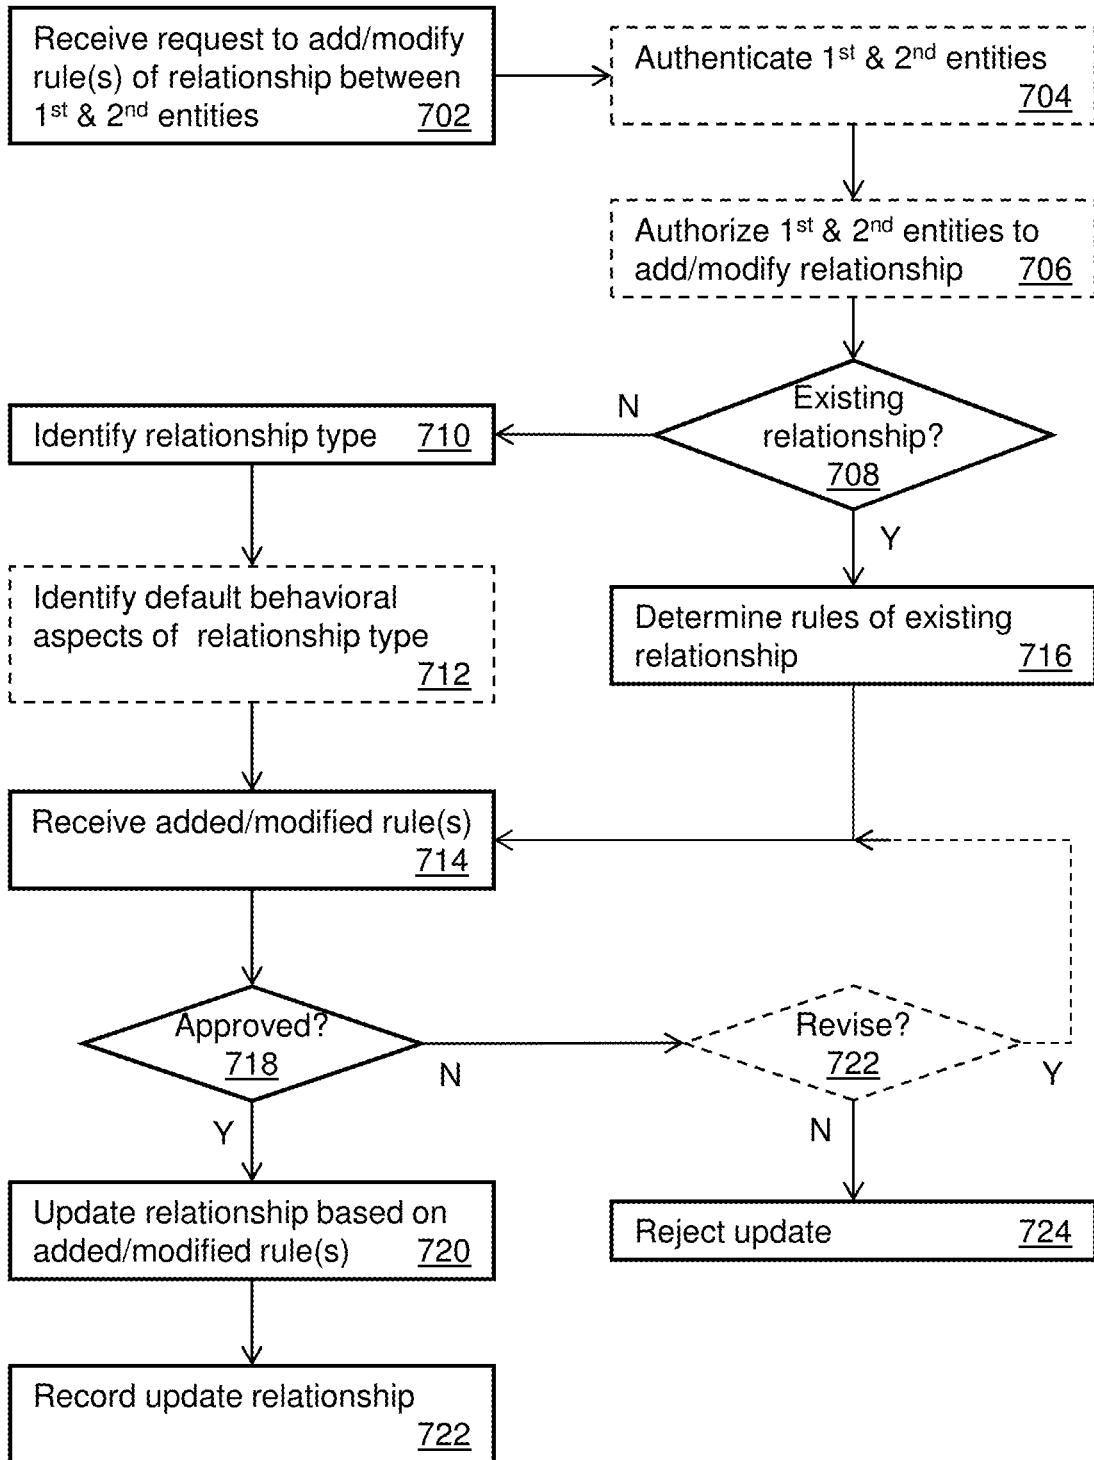 Receive request to add/modify
rule(s) of relationship between
1st & 2nd entities 702
Authenticate 1st & 2nd entities
704
Authorize 1st & 2nd entities to
add/modify relationship 706
Existing
relationship?
708
N
Y
Identify relationship type 710
Identify default behavioral
aspects of relationship type
712
Determine rules of existing
relationship 716
Receive added/modified rule(s)
714
Approved?
718
N
Y
Revise?
722
Y
N
Update relationship based on
added/modified rule(s) 720
Reject update 724
Record update relationship
722